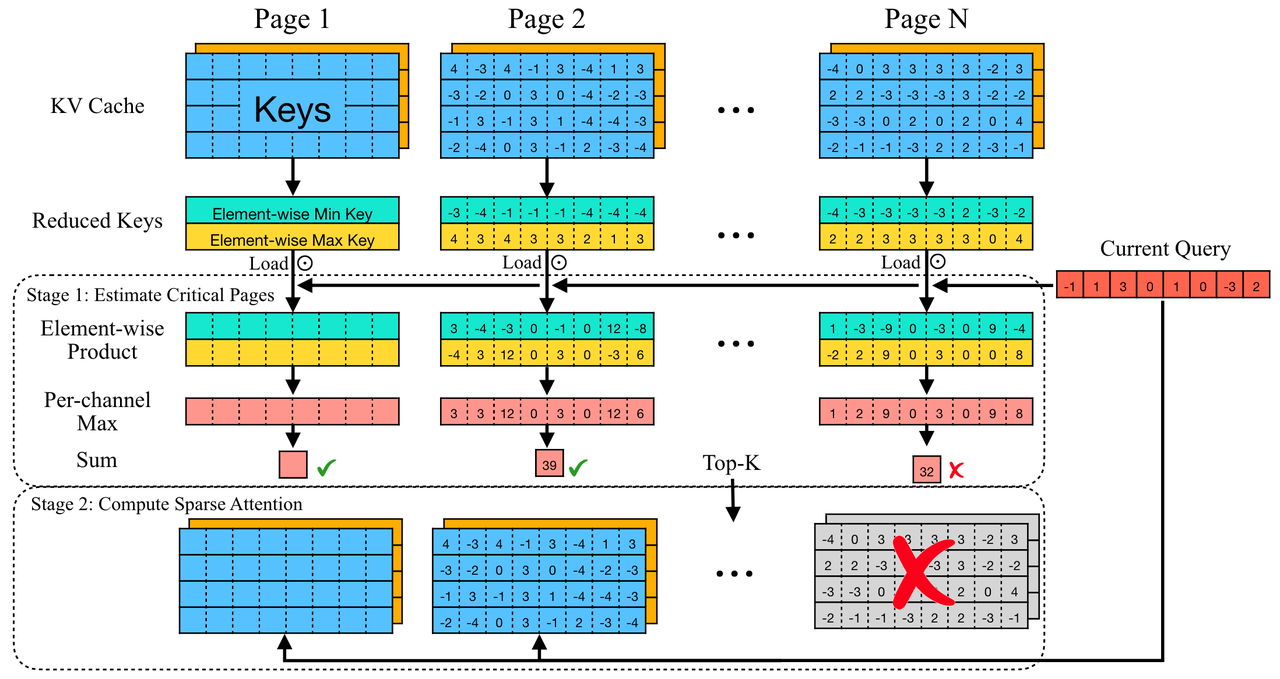 Page 1 Page 2 Page N
KV Cache
Keys
4 -3 4 -1 3 -4 1 3
-3 -2 0 3 0 -4 -2 -3
-1 3 -1 3 1 -4 -4 -3
-2 -4 0 3 -1 2 -3 -4
...
-4 0 3 3 3 3 -2 3
2 2 -3 -3 -3 3 -2 -2
-3 -3 0 2 0 2 0 4
-2 -1 -1 -3 2 2 -3 -1
Reduced Keys
Element-wise Min Key
Element-wise Max Key
-3 -4 -1 -1 -1 -4 -4 -4
4 3 4 3 3 2 1 3
...
-4 -3 -3 -3 -3 2 -3 -2
2 2 3 3 3 3 0 4
Load ⊙ Load ⊙ Load ⊙
Current Query
-1 1 3 0 1 0 -3 2
Stage 1: Estimate Critical Pages
Element-wise
Product
3 -4 -3 0 -1 0 12 -8
-4 3 12 0 3 0 -3 6
...
1 -3 -9 0 -3 0 9 -4
-2 2 9 0 3 0 0 8
Per-channel
Max
3 3 12 0 3 0 12 6
1 2 9 0 3 0 9 8
Sum
39
Top-K
32
Stage 2: Compute Sparse Attention
4 -3 4 -1 3 -4 1 3
-3 -2 0 3 0 -4 -2 -3
-1 3 -1 3 1 -4 -4 -3
-2 -4 0 3 -1 2 -3 -4
...
-4 0 3 3 3 3 -2 3
2 2 -3 -3 3 -2 -2
-3 -3 0 2 0 4
-2 -1 -1 -3 2 2 -3 -1